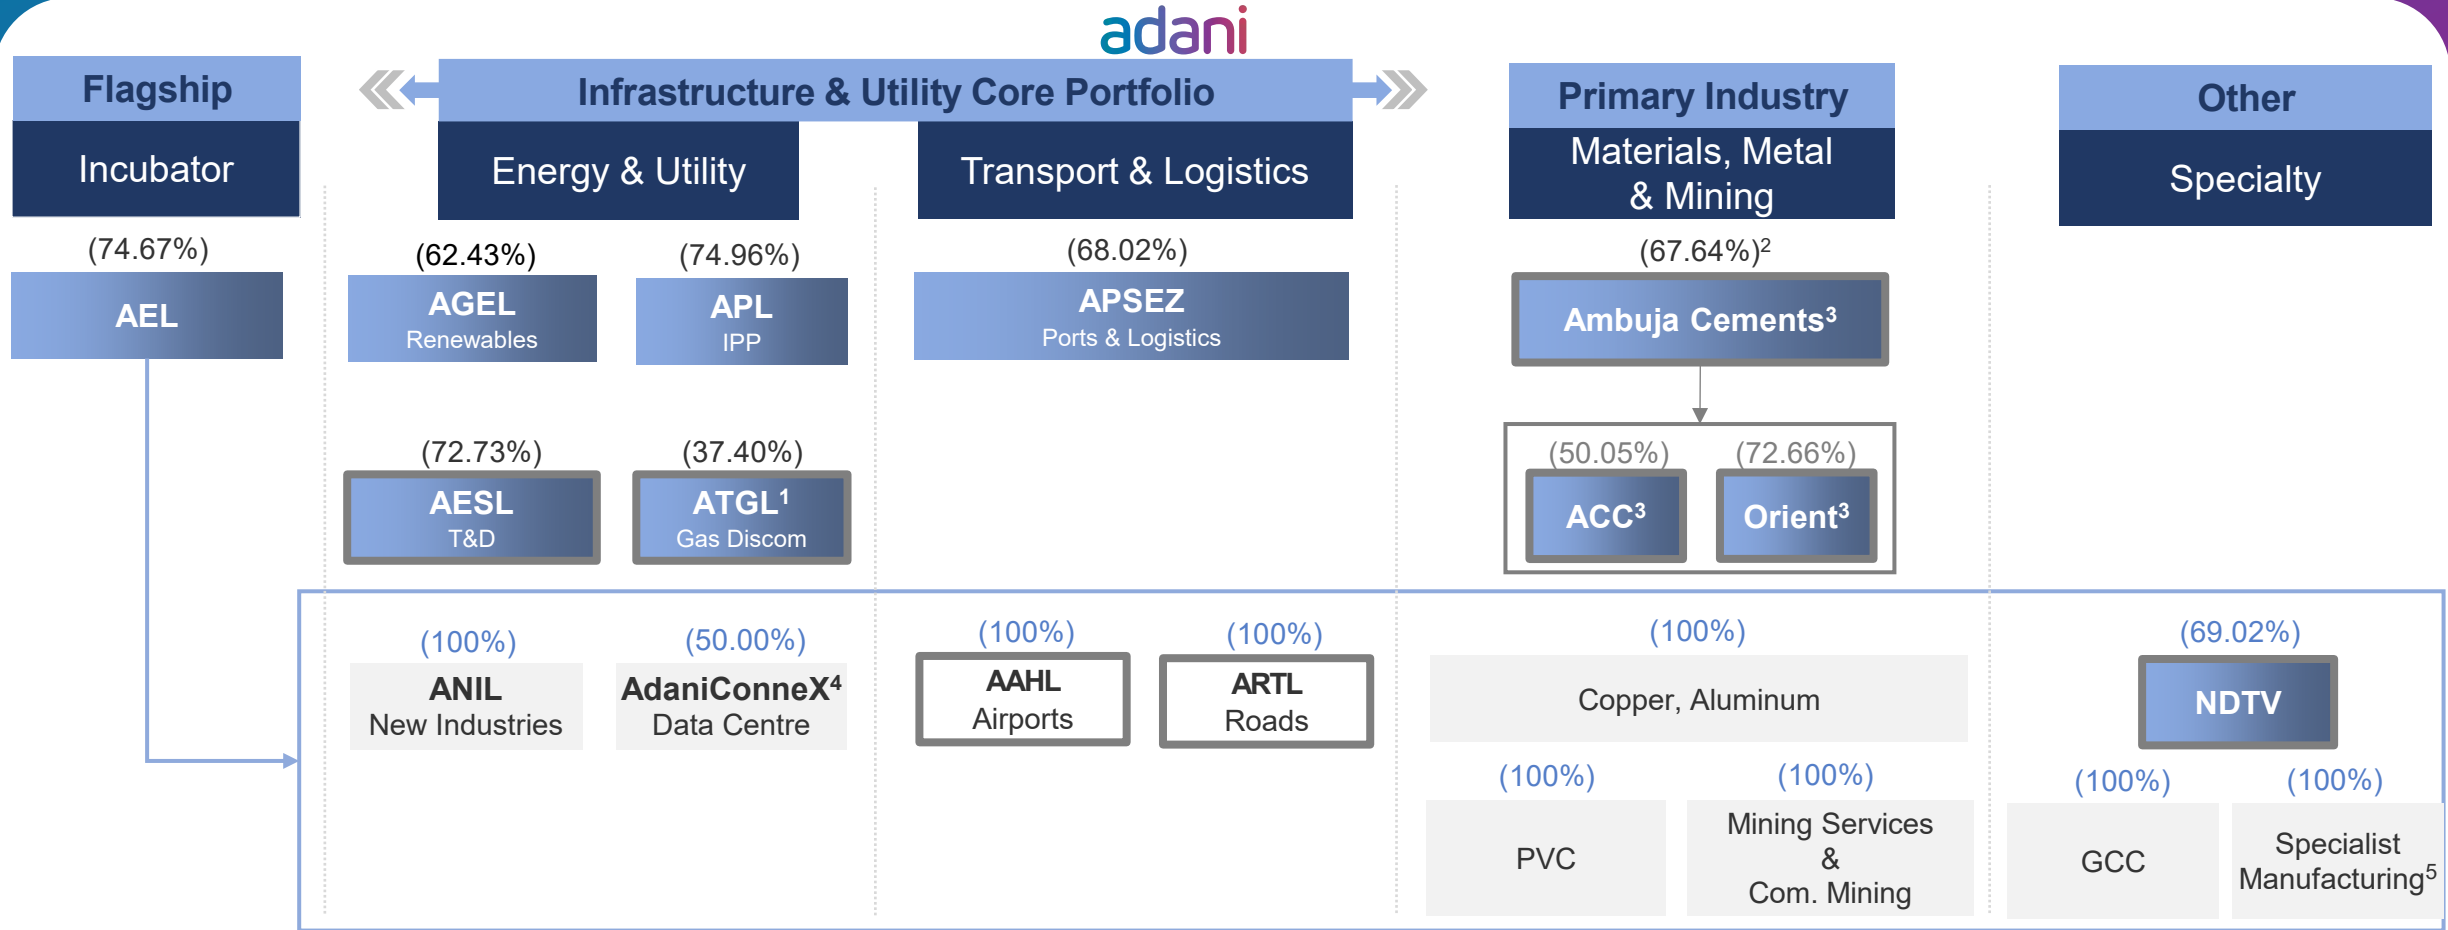 adani
Flagship
Incubator
(74.67%)
AEL
Infrastructure & Utility Core Portfolio
Energy & Utility
(62.43%)
AGEL
Renewables
(74.96%)
APL
IPP
(72.73%)
AESL
T&D
(37.40%)
ATGL¹
Gas Discom
Transport & Logistics
(68.02%)
APSEZ
Ports & Logistics
Primary Industry
Materials, Metal
& Mining
(67.64%)²
Ambuja Cements³
(50.05%)
ACC³
(72.66%)
Orient³
Other
Specialty
(100%)
ANIL
New Industries
(50.00%)
AdaniConneX⁴
Data Centre
(100%)
AAHL
Airports
(100%)
ARTL
Roads
(100%)
Copper, Aluminum
(100%)
PVC
(100%)
Mining Services
&
Com. Mining
(69.02%)
NDTV
(100%)
GCC
(100%)
Specialist
Manufacturing⁵